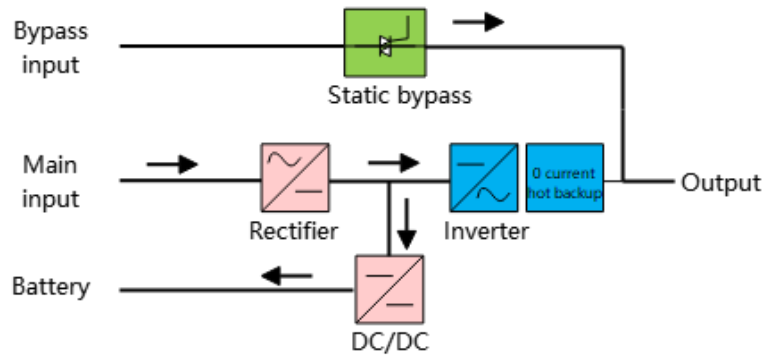 Bypass
input
Static bypass
Main
input
Rectifier
Inverter
0 current
hot backup
Output
Battery
DC/DC